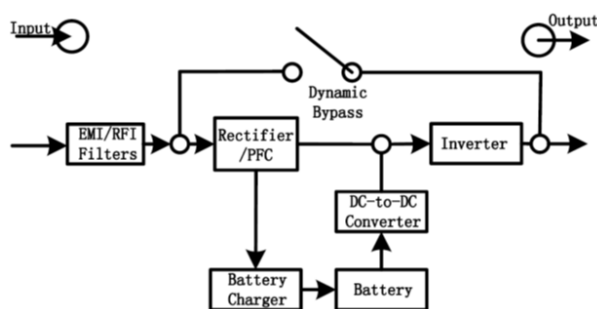 Input
Output
Dynamic
Bypass
EMI/RFI
Filters
Rectifier
/PFC
Inverter
DC-to-DC
Converter
Battery
Charger
Battery